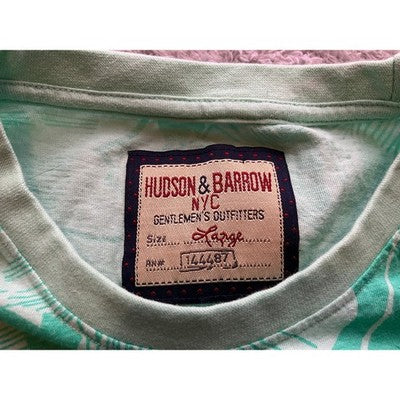 HUDSON & BARROW
NYC
GENTLEMEN'S OUTFITTERS
Size Large
RN# 144487